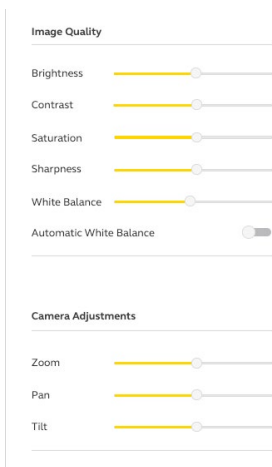 Image Quality
Brightness
Contrast
Saturation
Sharpness
White Balance
Automatic White Balance
Camera Adjustments
Zoom
Pan
Tilt